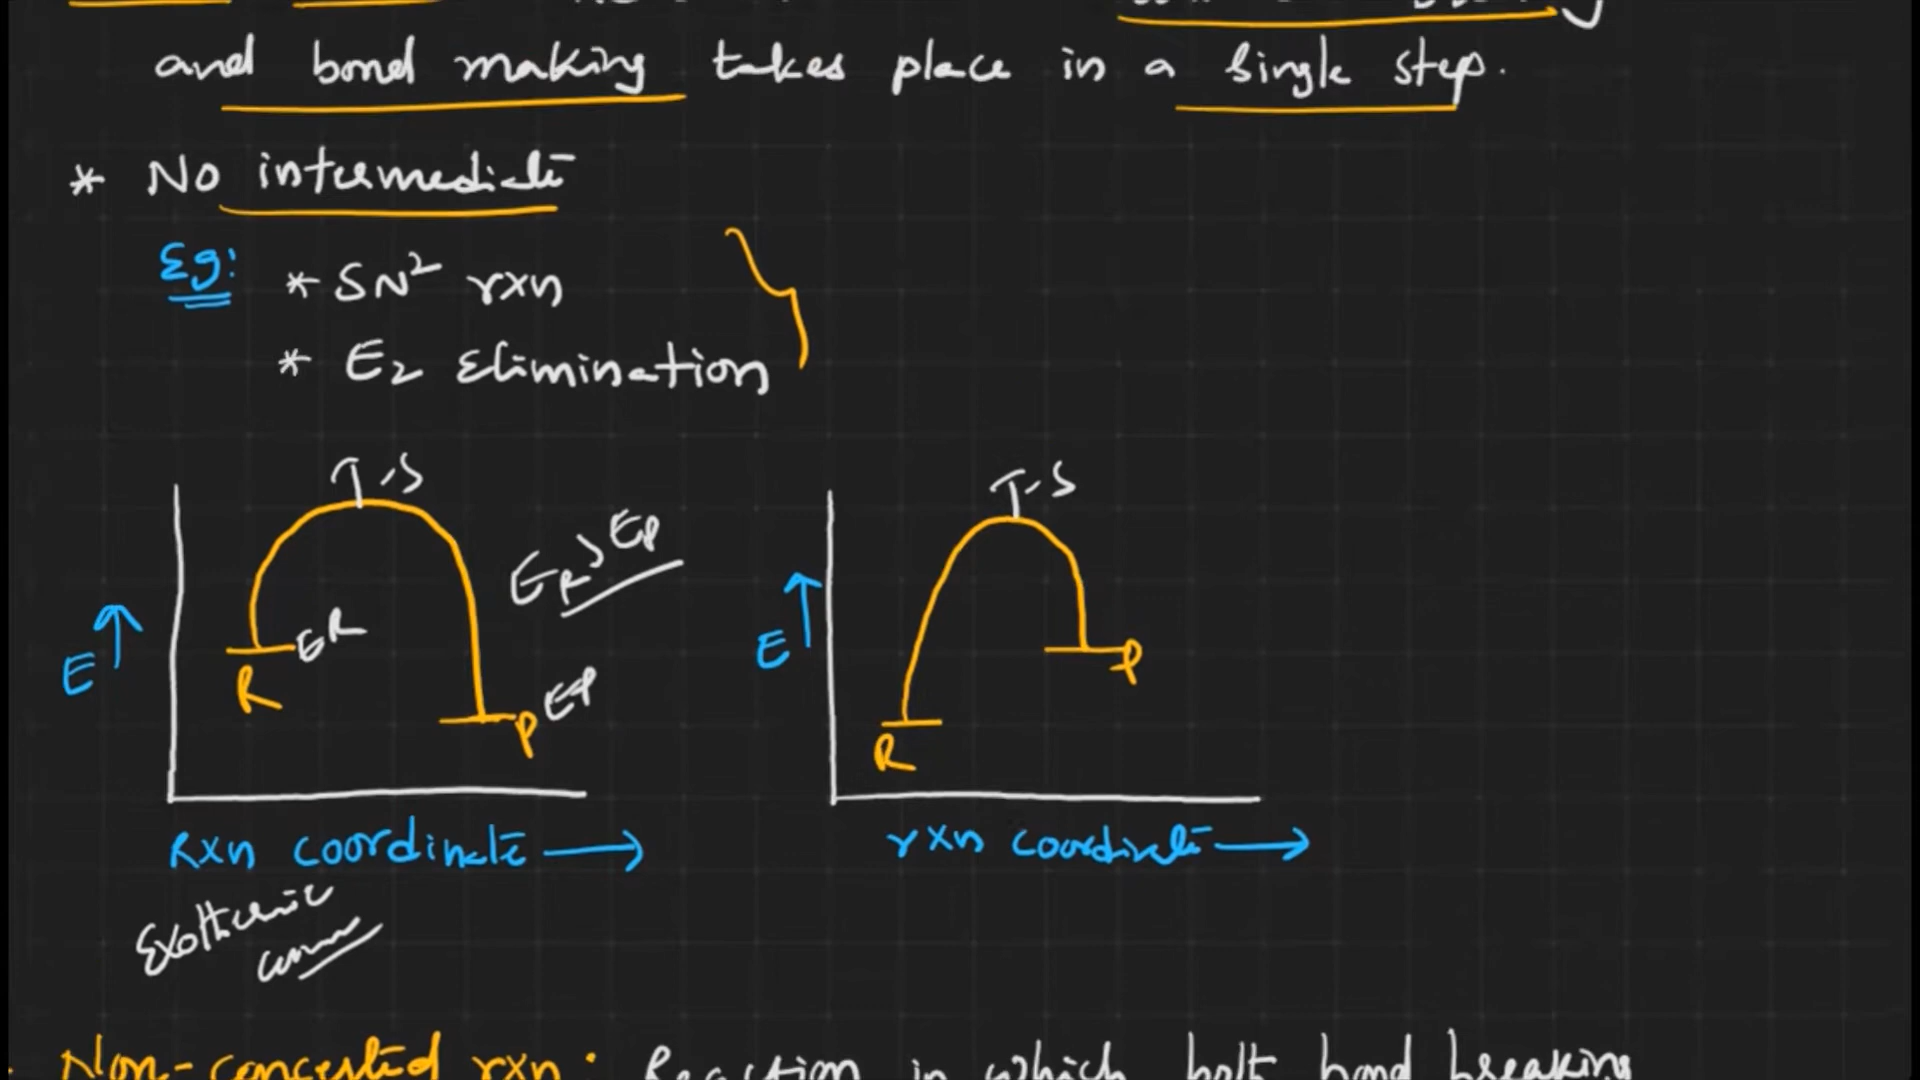 and bond making takes place in a single step.
* No intermediate
Eg: * SN² rxn
* E2 Elimination
T.S
ER > EP
E ↑
R ER
P EP
Rxn coordinate →
Exothermic
T.S
E ↑
R
P
rxn coordinate →
Non-concerted rxn: Reaction in which both bond breaking